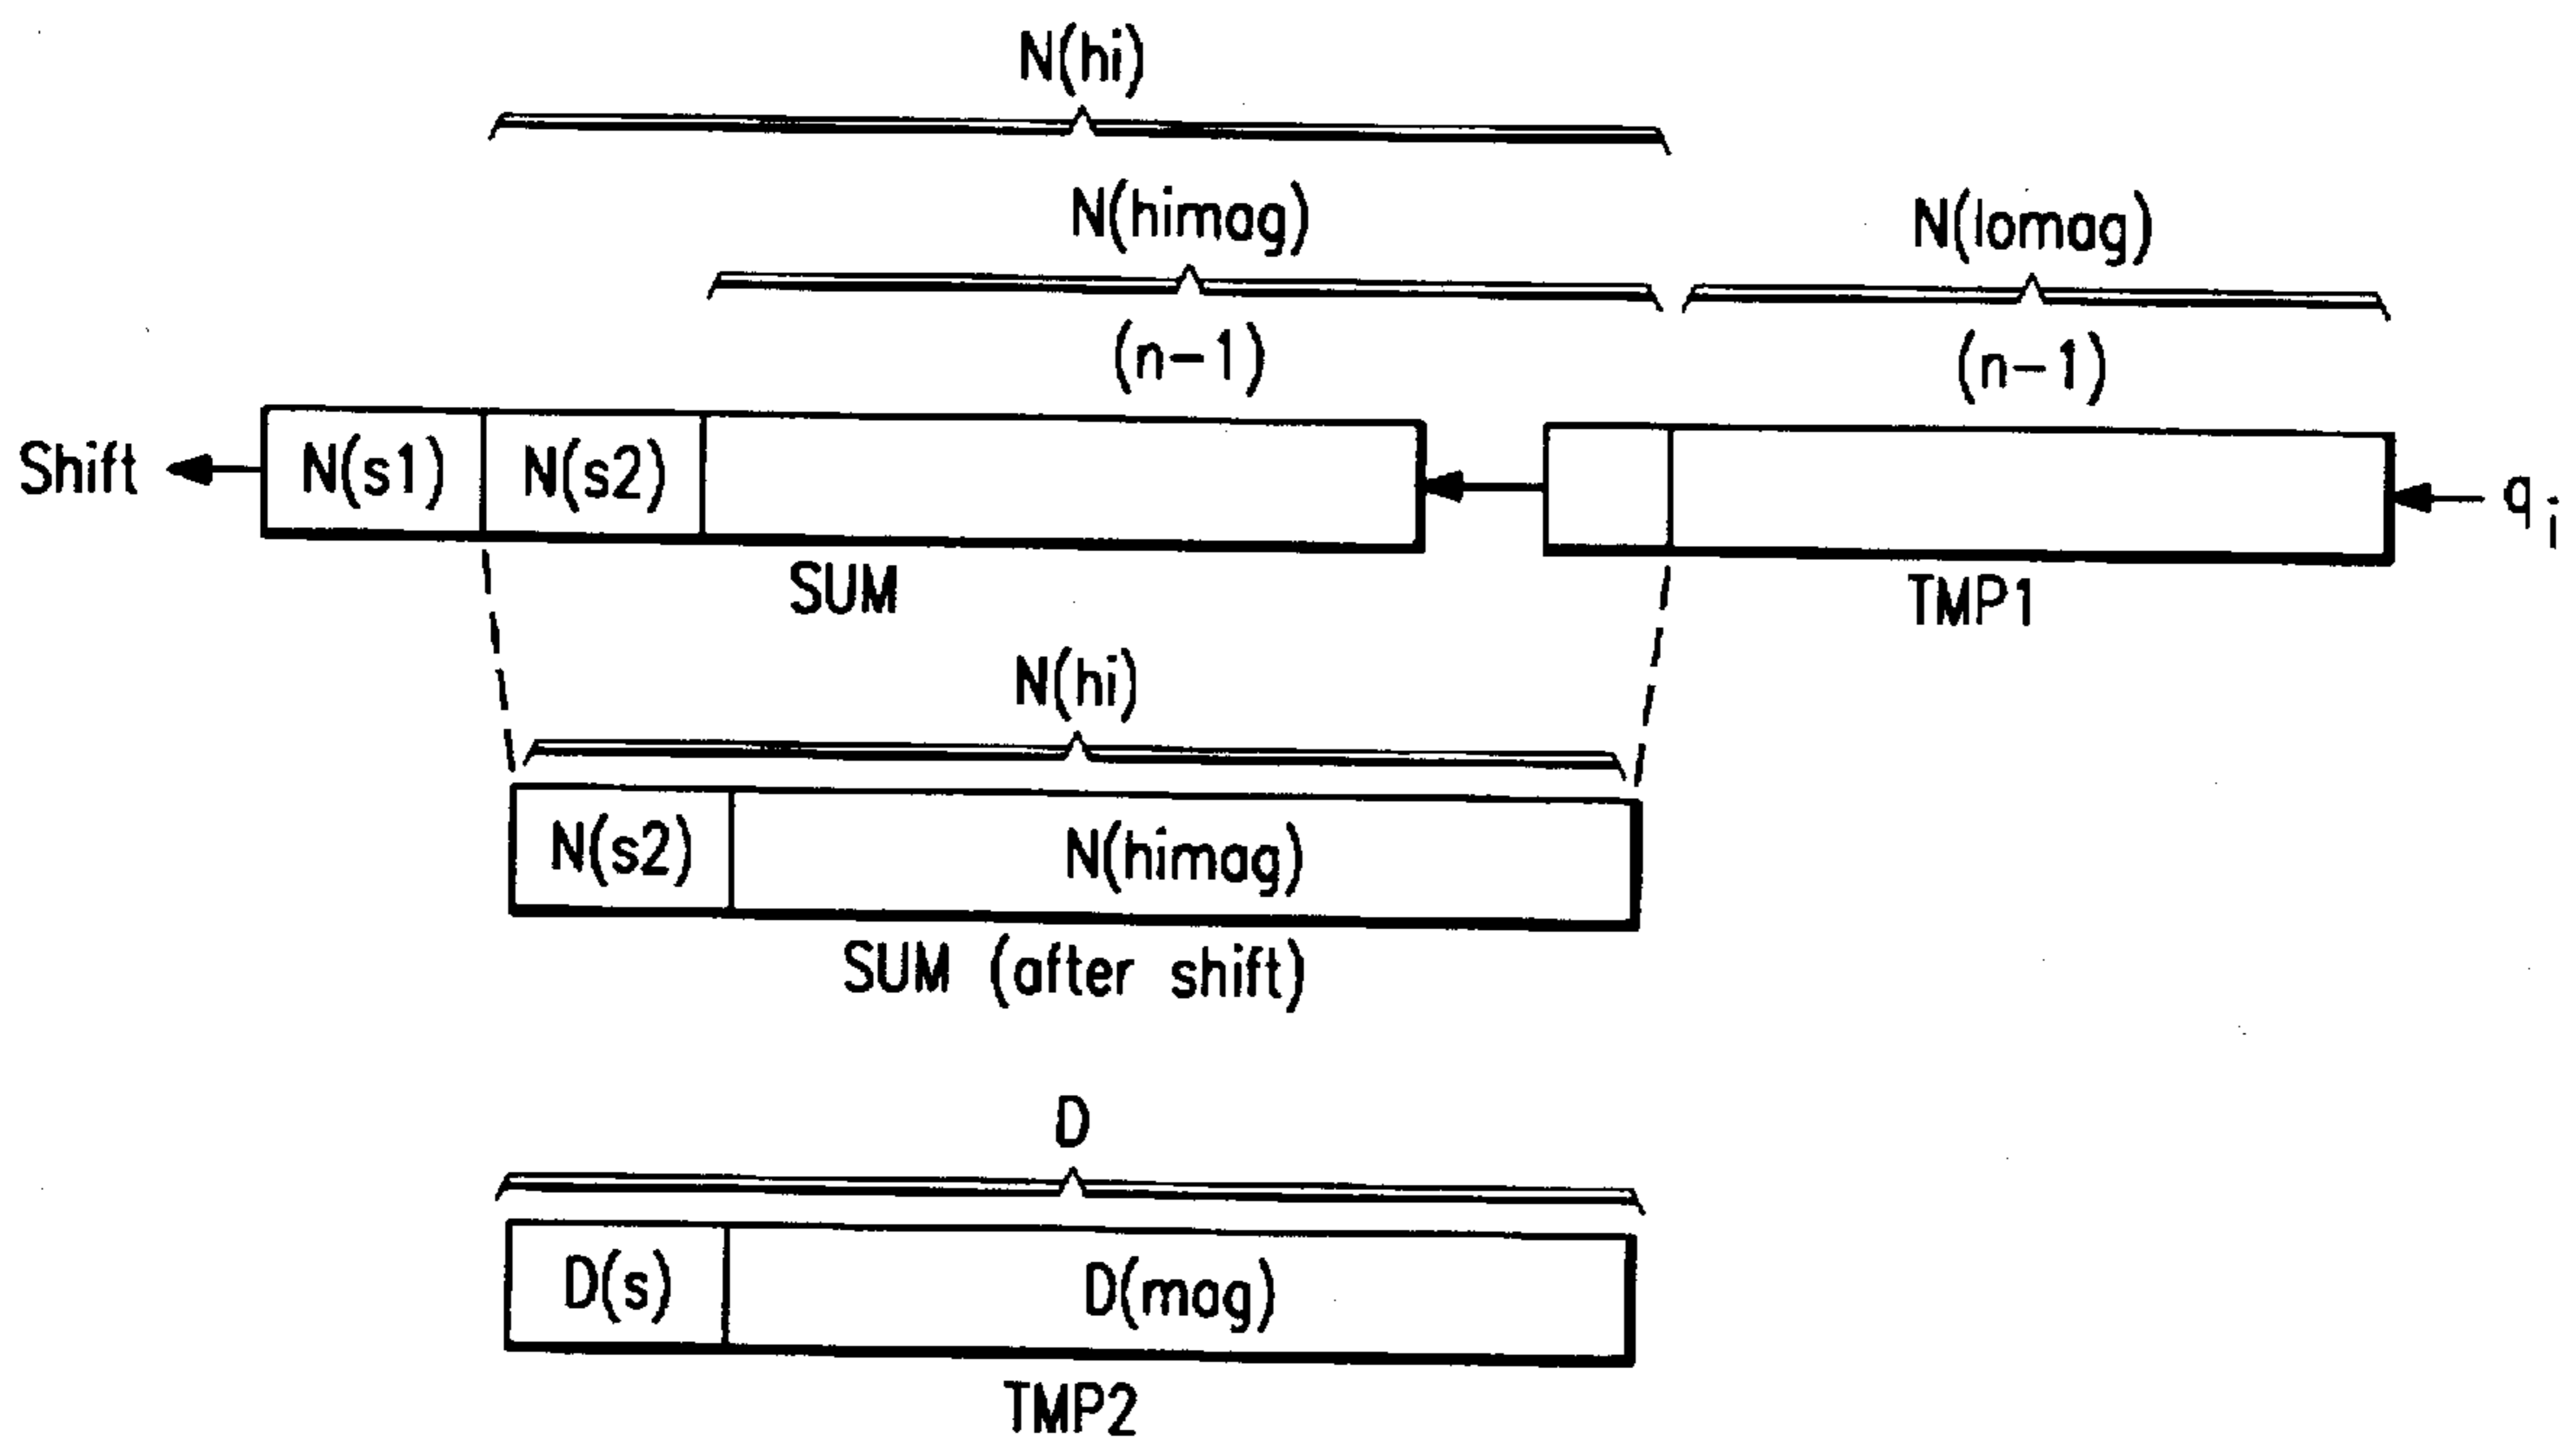 N(hi)
N(himag)
N(lomag)
(n-1)
(n-1)
Shift
N(s1)
N(s2)
q i
SUM
TMP1
N(hi)
N(s2)
N(himag)
SUM (after shift)
D
D(s)
D(mag)
TMP2